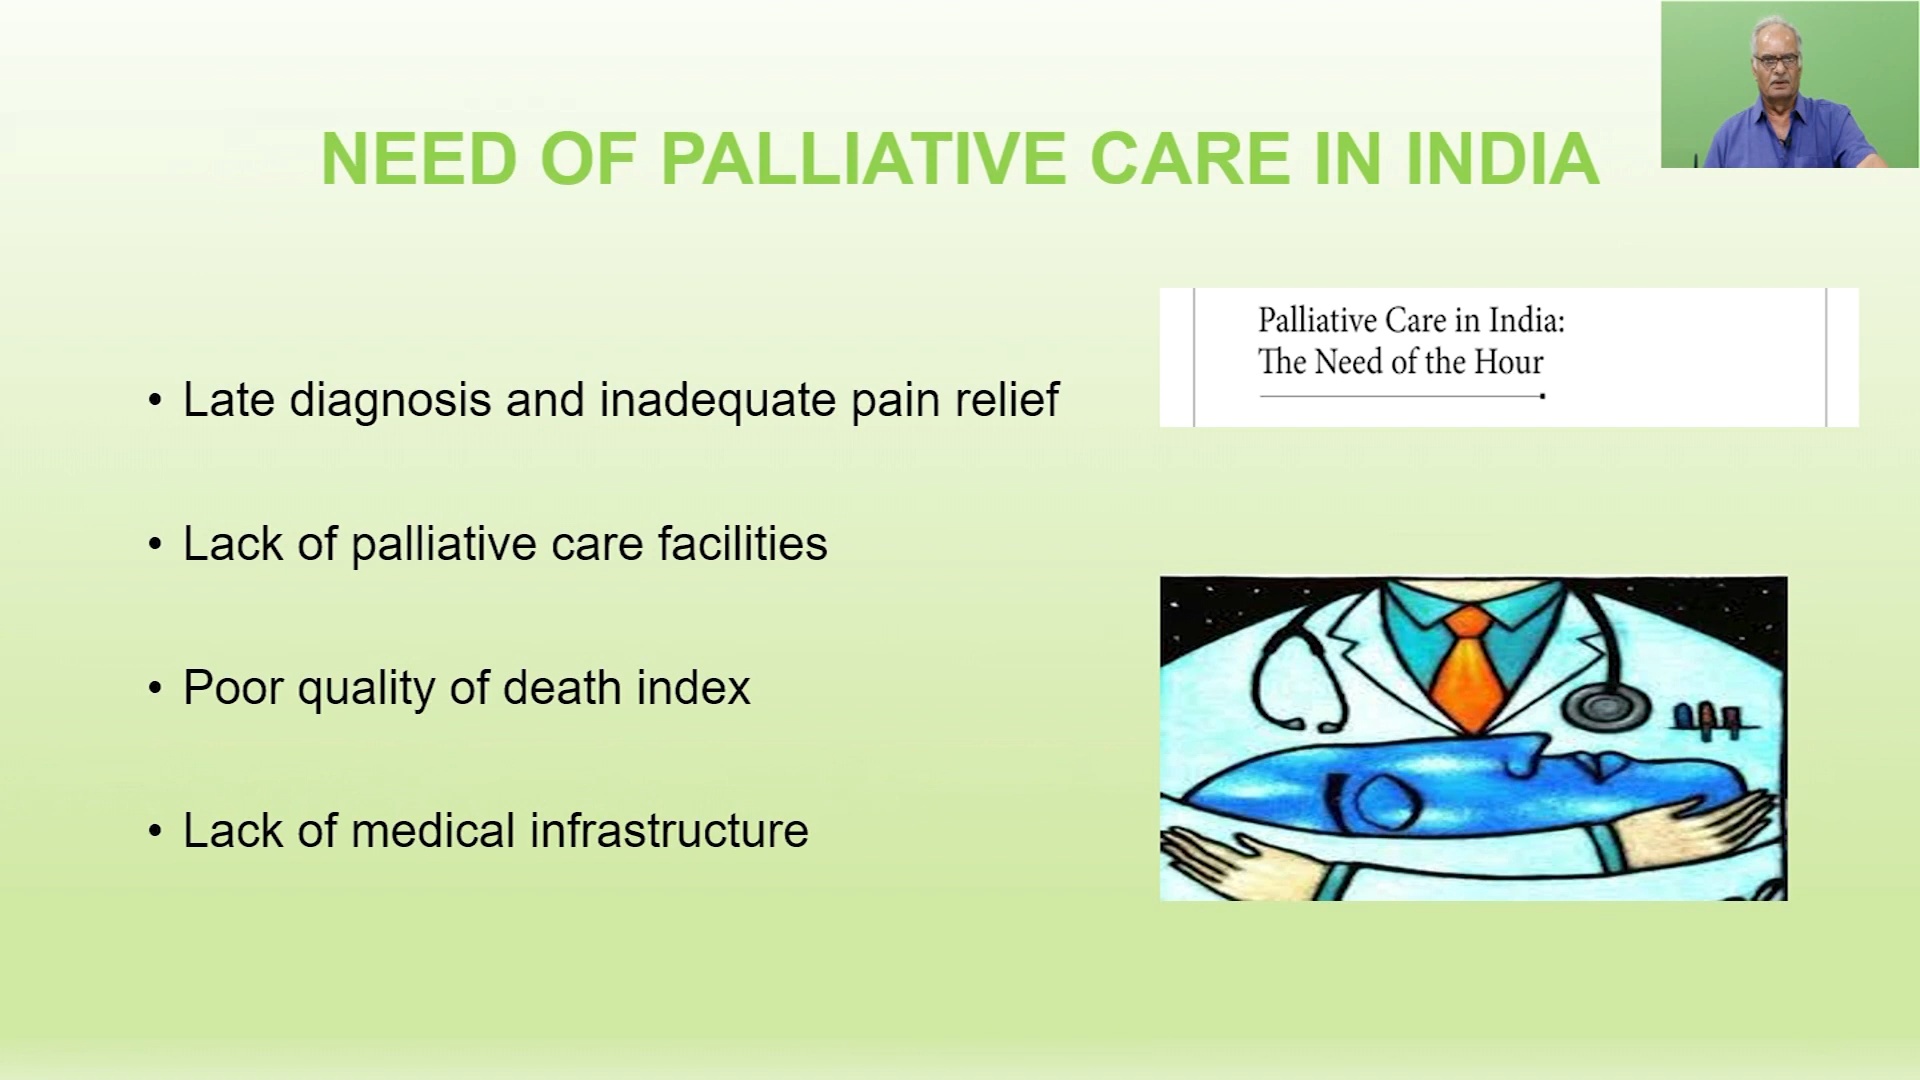 NEED OF PALLIATIVE CARE IN INDIA
• Late diagnosis and inadequate pain relief
• Lack of palliative care facilities
• Poor quality of death index
• Lack of medical infrastructure
Palliative Care in India:
The Need of the Hour